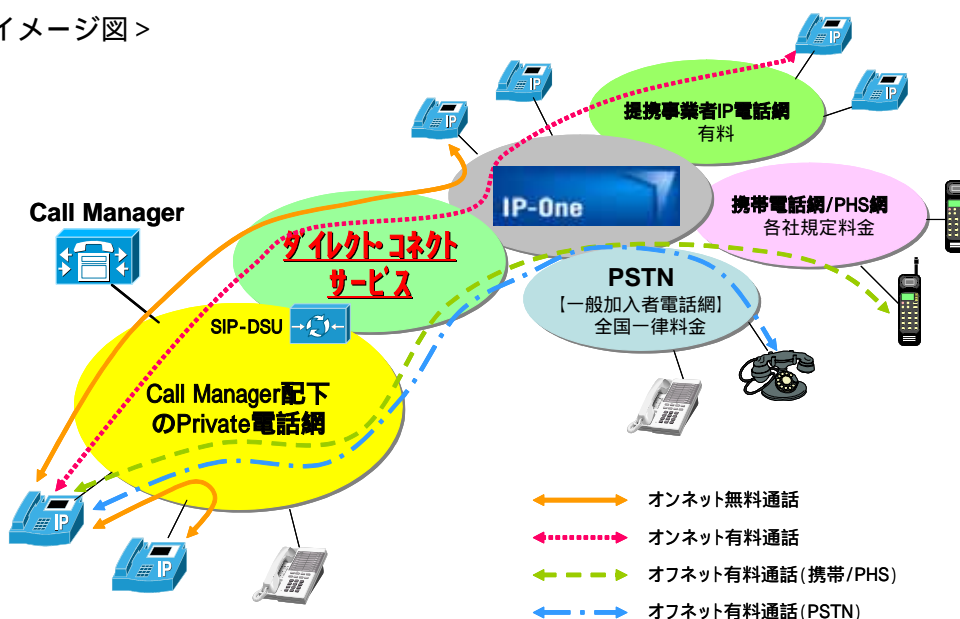 イメージ図>
IP
IP
IP
IP
提携事業者IP電話網
有料
IP-One
携帯電話網/PHS網
各社規定料金
Call Manager
ダイレクト・コネクト
サービス
PSTN
【一般加入者電話網】
全国一律料金
SIP-DSU
Call Manager配下
のPrivate電話網
IP
IP
オンネット無料通話
オンネット有料通話
オフネット有料通話(携帯/PHS)
オフネット有料通話(PSTN)